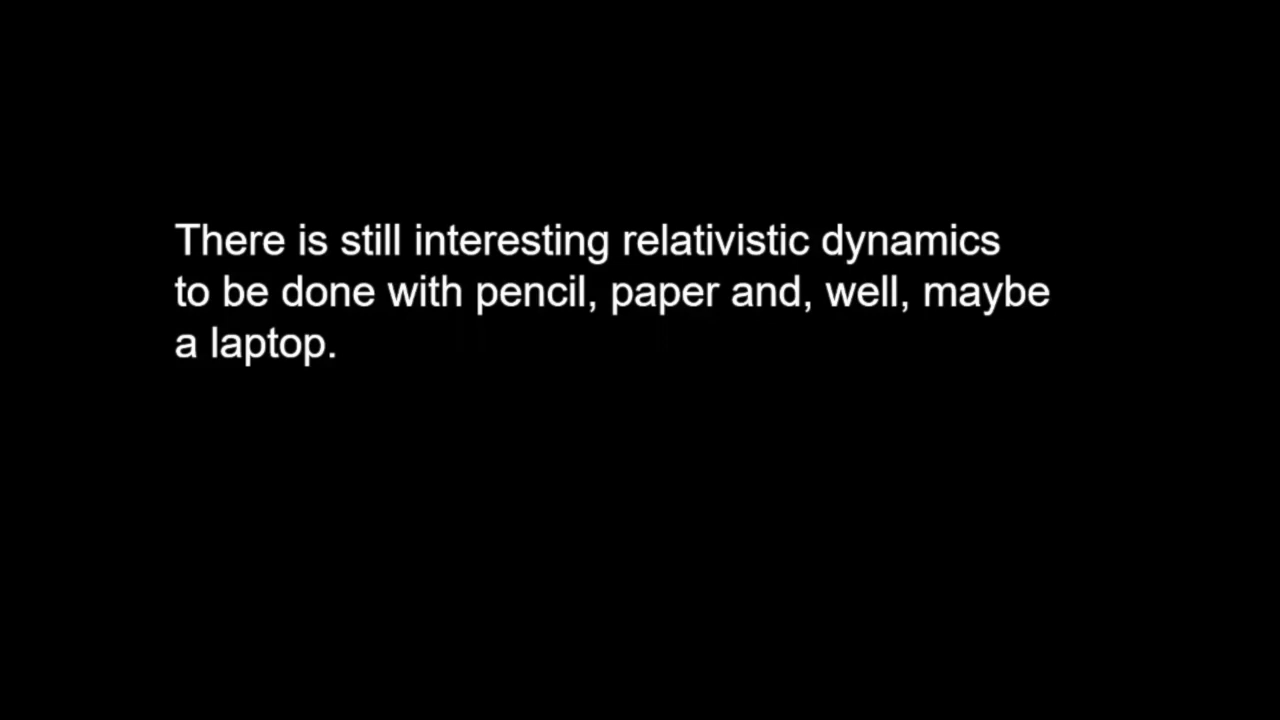 There is still interesting relativistic dynamics
to be done with pencil, paper and, well, maybe
a laptop.